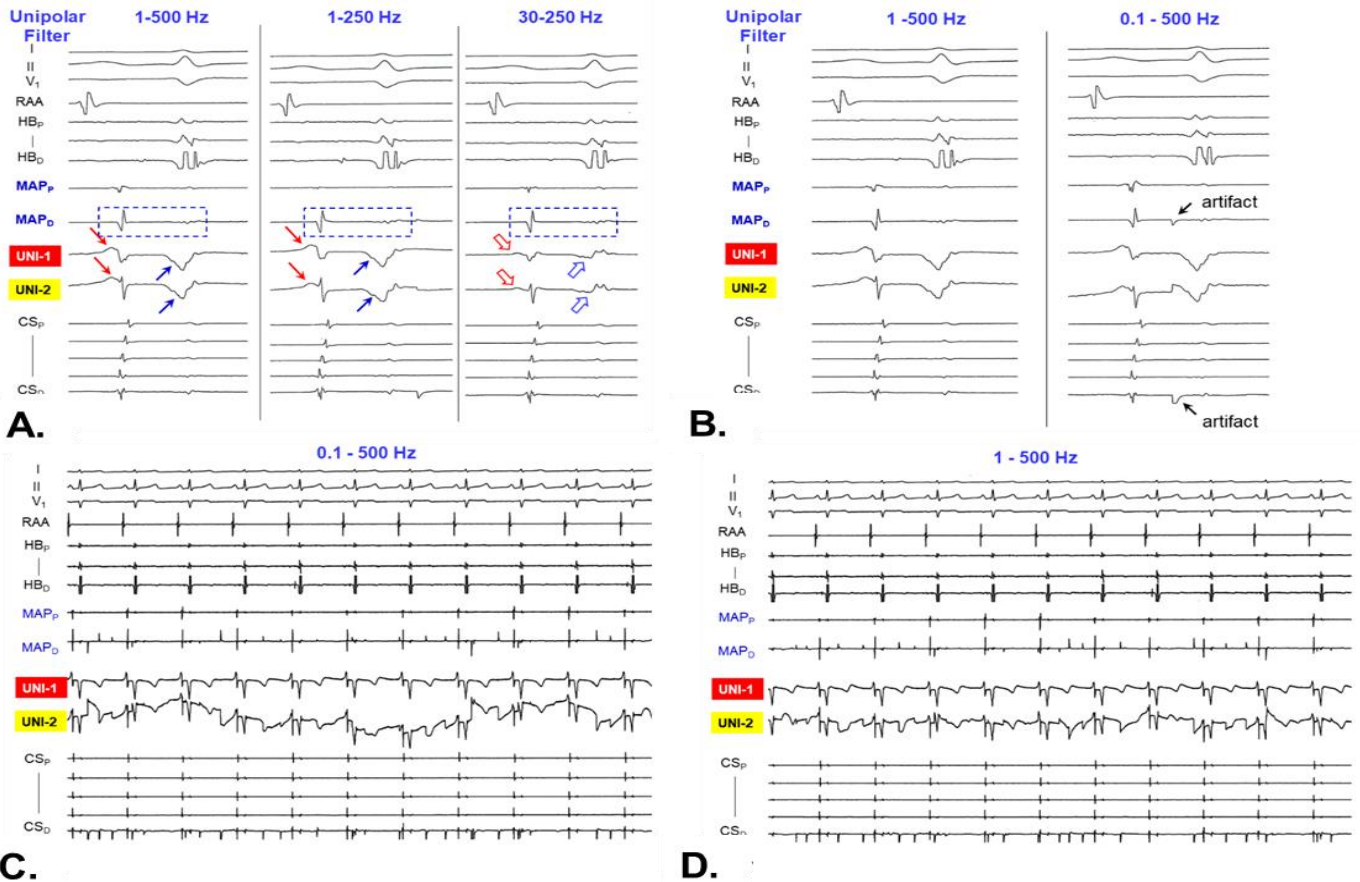 Unipolar
Filter
1-500 Hz
1-250 Hz
30-250 Hz
I
II
V1
RAA
HBP
HBD
MAPP
MAPD
UNI-1
UNI-2
CSP
CSD
A.
Unipolar
Filter
1 -500 Hz
0.1 - 500 Hz
I
II
V1
RAA
HBP
HBD
MAPP
MAPD
artifact
UNI-1
UNI-2
CSP
CSD
artifact
B.
0.1 - 500 Hz
I
II
V1
RAA
HBP
HBD
MAPP
MAPD
UNI-1
UNI-2
CSP
CSD
C.
1 - 500 Hz
I
II
V1
RAA
HBP
HBD
MAPP
MAPD
UNI-1
UNI-2
CSP
CSD
D.